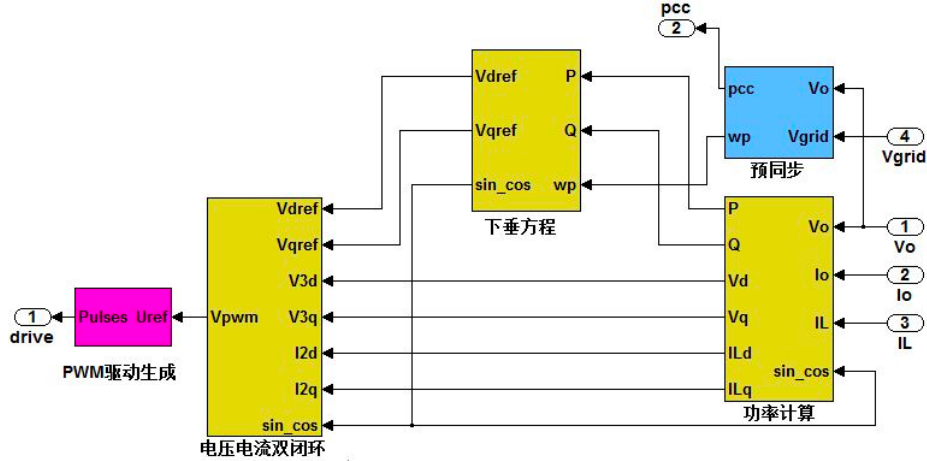 pcc
2
Vdref
P
Vqref
Q
sin_cos
wp
下垂方程
pcc
Vo
wp
Vgrid
预同步
4
Vgrid
P
Vo
Q
Vd
Io
Vq
IL
ILd
sin_cos
ILq
功率计算
1
Vo
2
Io
3
IL
Vdref
Vqref
V3d
Vpwm
V3q
I2d
I2q
sin_cos
电压电流双闭环
Pulses Uref
PWM驱动生成
1
drive